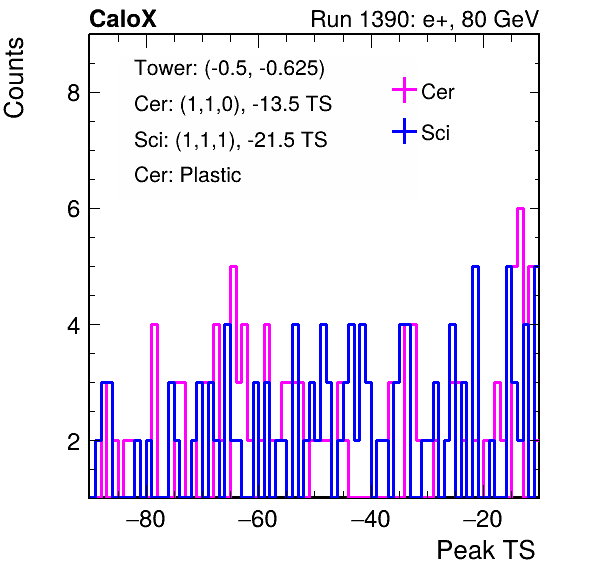 CaloX
Run 1390: e+, 80 GeV
Counts
Tower: (-0.5, -0.625)
Cer: (1,1,0), -13.5 TS
Sci: (1,1,1), -21.5 TS
Cer: Plastic
Cer
Sci
8
6
4
2
−80 −60 −40 −20
Peak TS